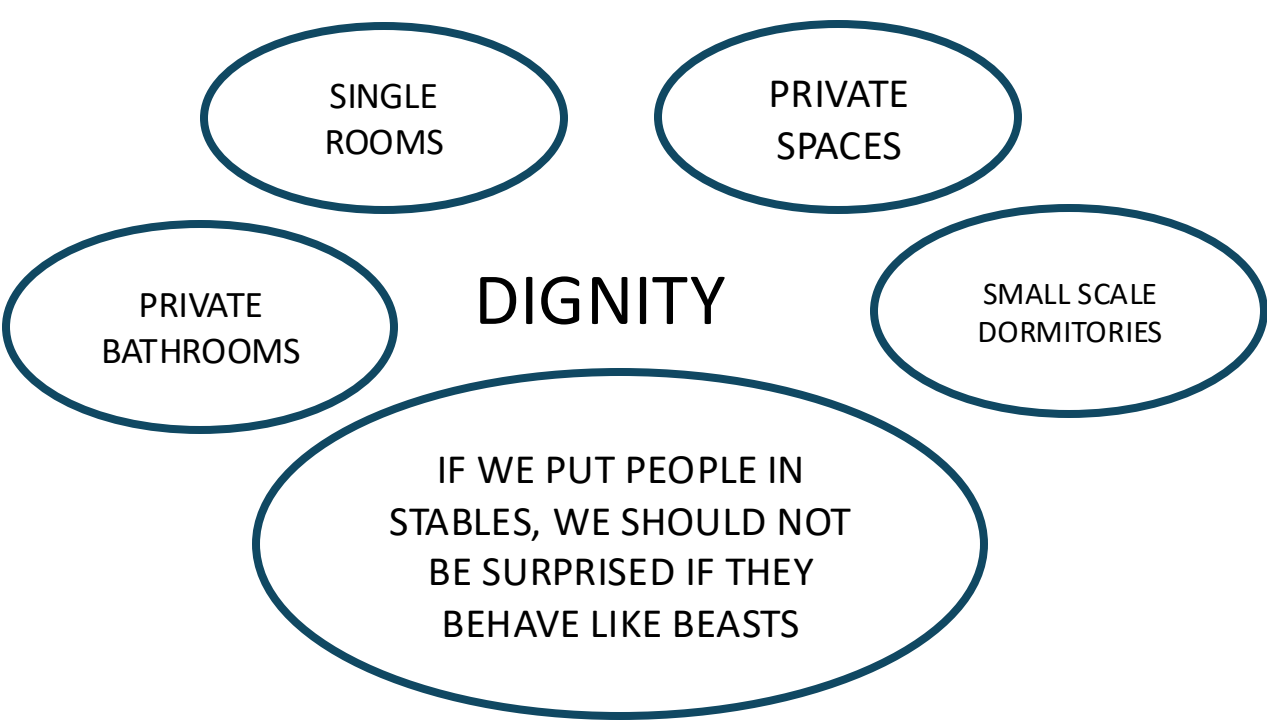 SINGLE
ROOMS
PRIVATE
SPACES
PRIVATE
BATHROOMS
DIGNITY
SMALL SCALE
DORMITORIES
IF WE PUT PEOPLE IN
STABLES, WE SHOULD NOT
BE SURPRISED IF THEY
BEHAVE LIKE BEASTS